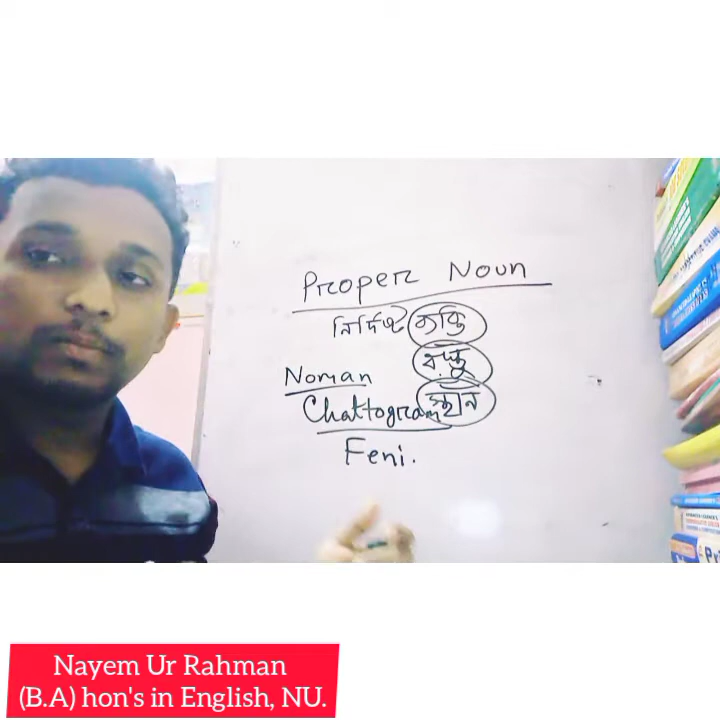 Proper Noun
নির্দিষ্ট ব্যক্তি
বস্তু
Noman
Chattogram স্থান
Feni.
Nayem Ur Rahman
(B.A) hon's in English, NU.